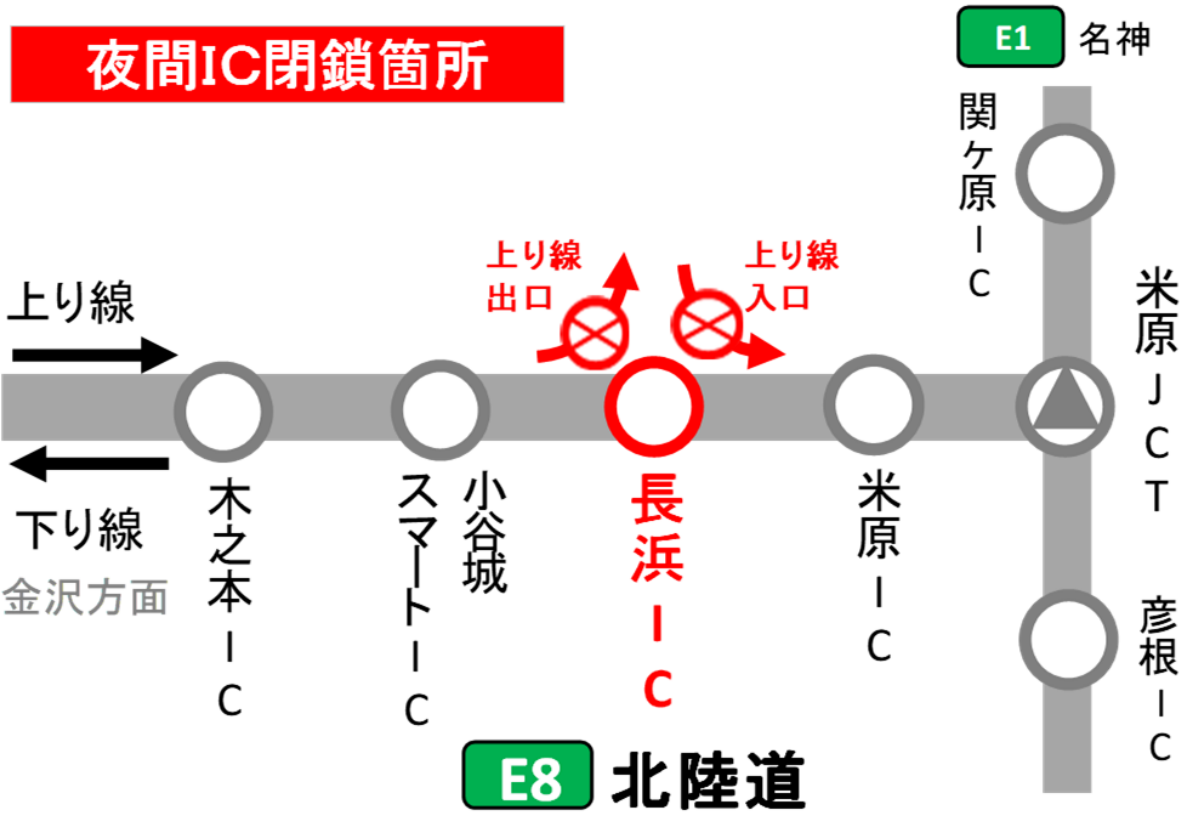 夜間IC閉鎖箇所
E1 名神
関ヶ原IC
上り線
出口
上り線
入口
上り線
下り線
金沢方面
木之本IC
小谷城
スマートIC
長浜IC
米原IC
米原JCT
彦根IC
E8 北陸道